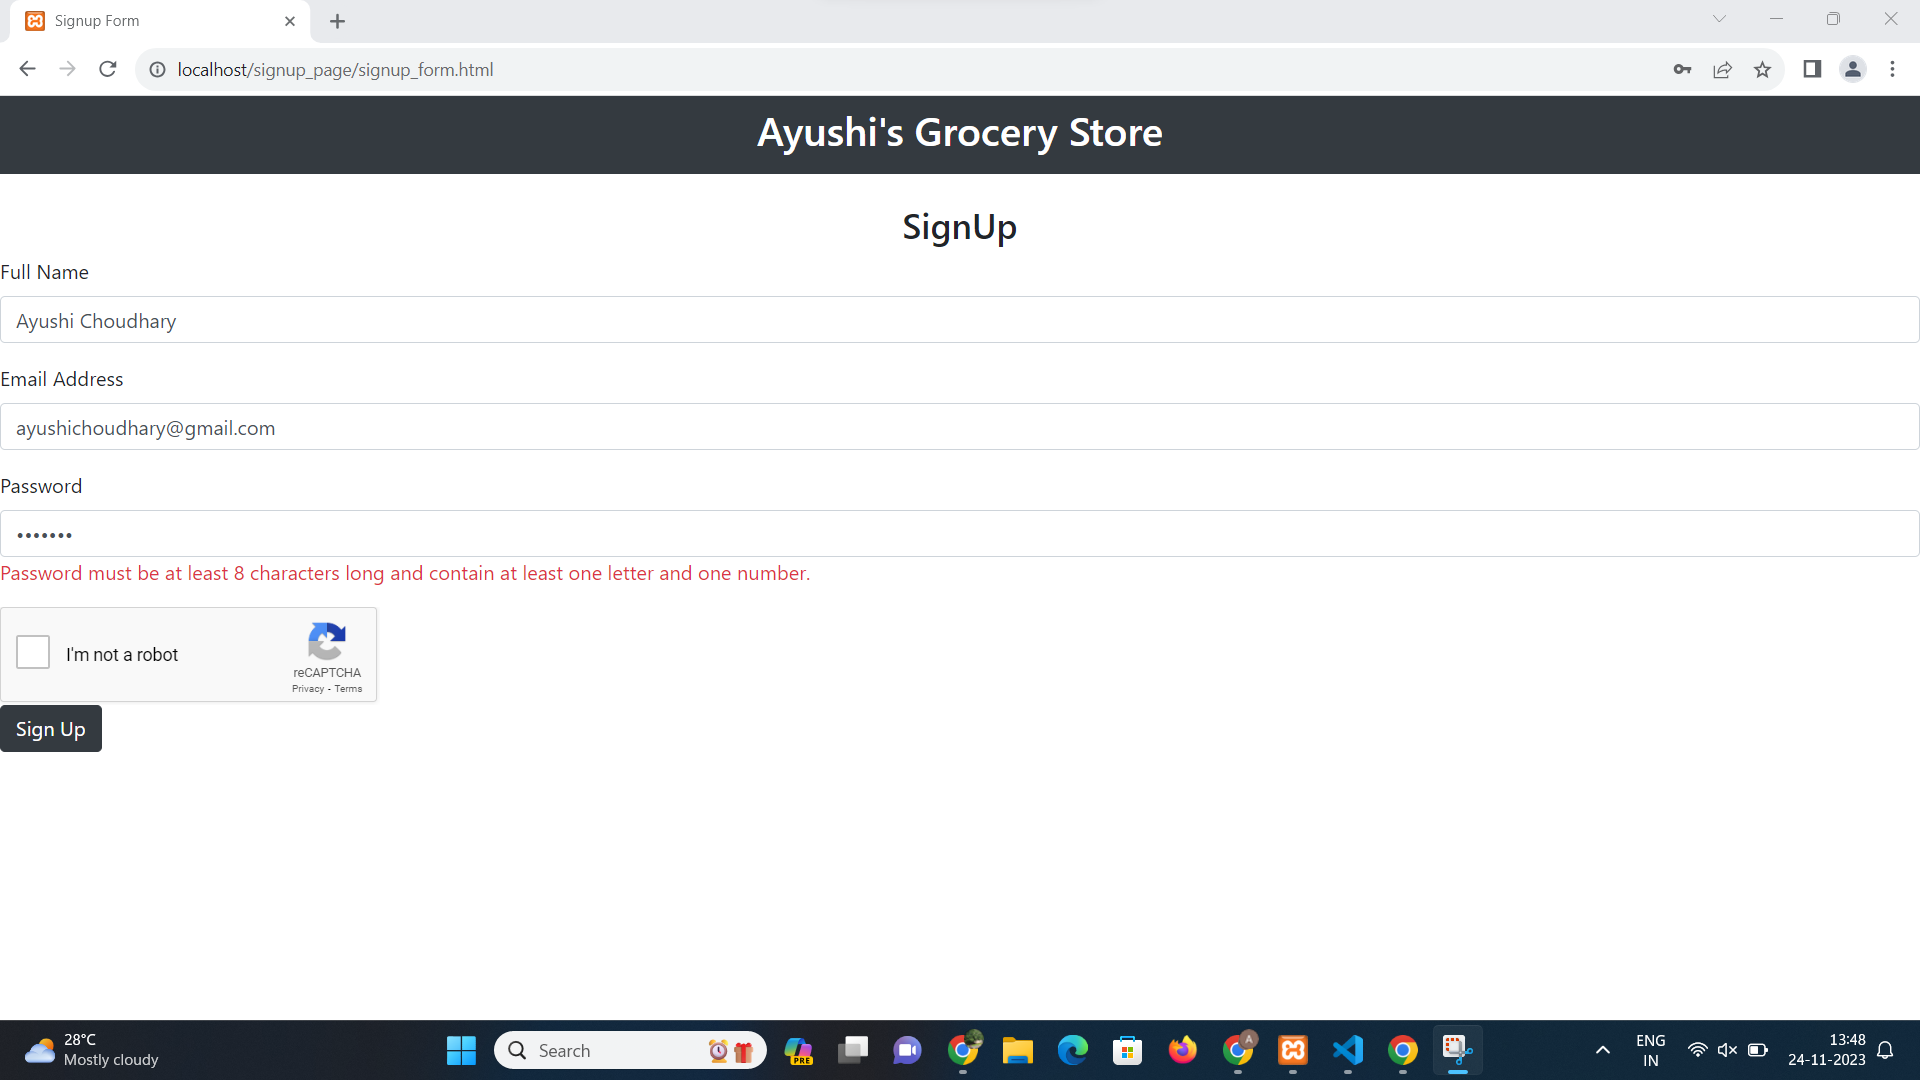 Signup Form
localhost/signup_page/signup_form.html
Ayushi's Grocery Store
SignUp
Full Name
Ayushi Choudhary
Email Address
ayushichoudhary@gmail.com
Password
•••••••
Password must be at least 8 characters long and contain at least one letter and one number.
I'm not a robot
reCAPTCHA
Privacy - Terms
Sign Up
28°C
Mostly cloudy
Search
PRE
A
ENG
IN
13:48
24-11-2023